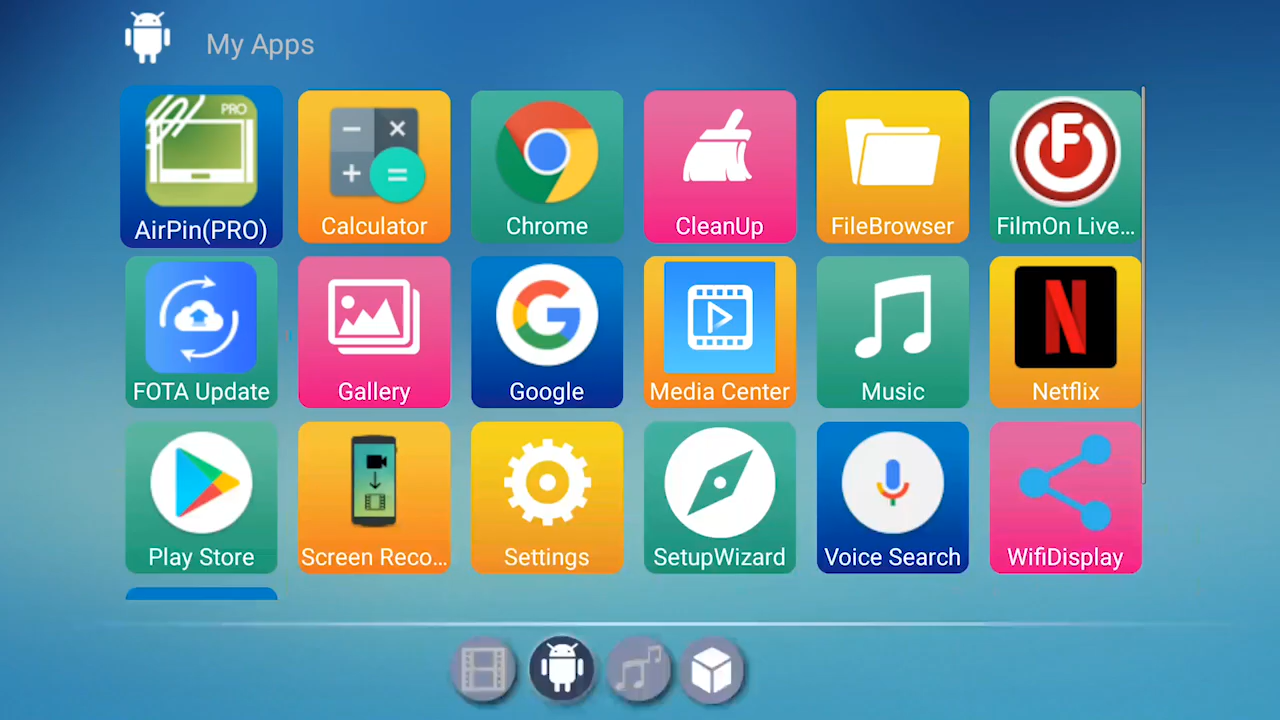 My Apps
PRO
AirPin(PRO)
Calculator
Chrome
CleanUp
F
FileBrowser
FilmOn Live...
FOTA Update
Gallery
G
Google
Media Center
Music
N
Netflix
Play Store
Screen Reco...
Settings
SetupWizard
Voice Search
WifiDisplay